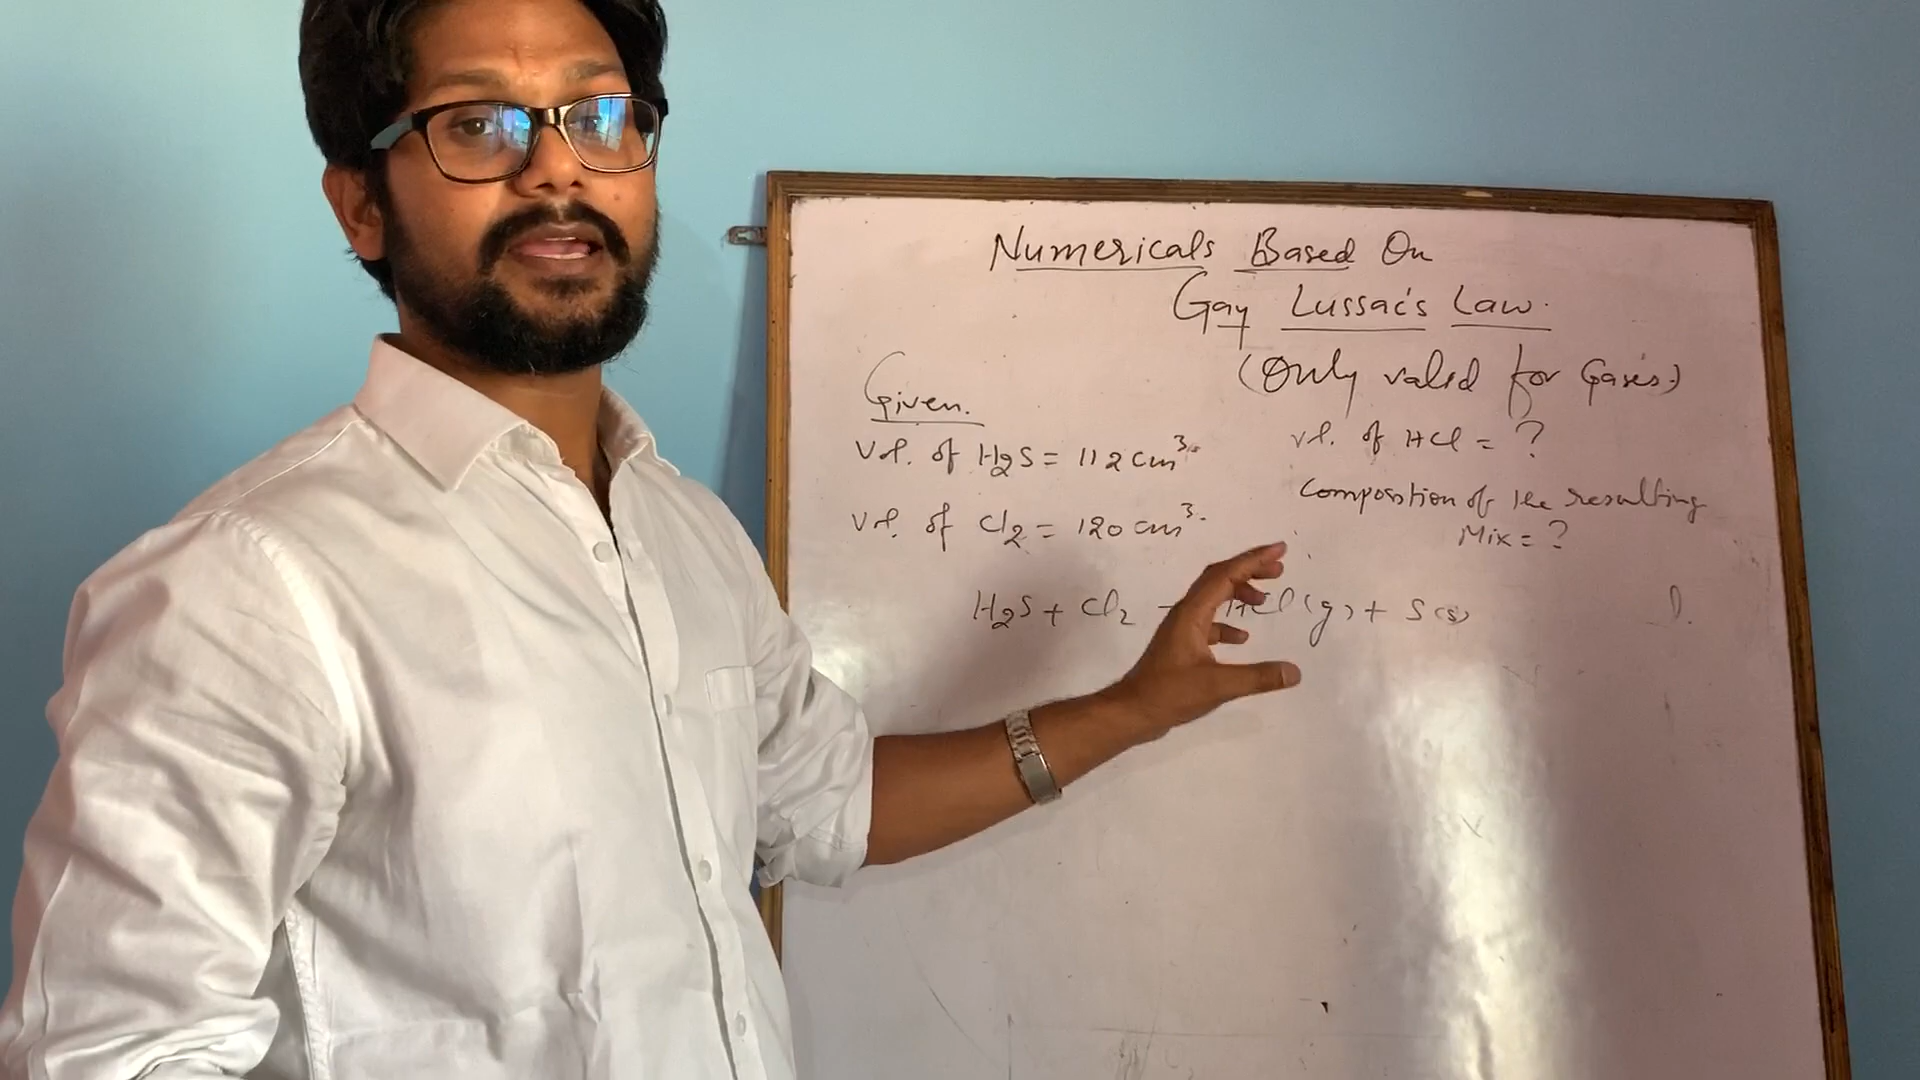 Numericals Based On
Gay Lussac's Law.
(Only valid for Gases.)
Given.
Vol. of H2S = 112 cm³.
Vol. of Cl2 = 120 cm³.
vol. of HCl = ?
Composition of the resulting
Mix = ?
H2S + Cl2 → HCl(g) + S(s)